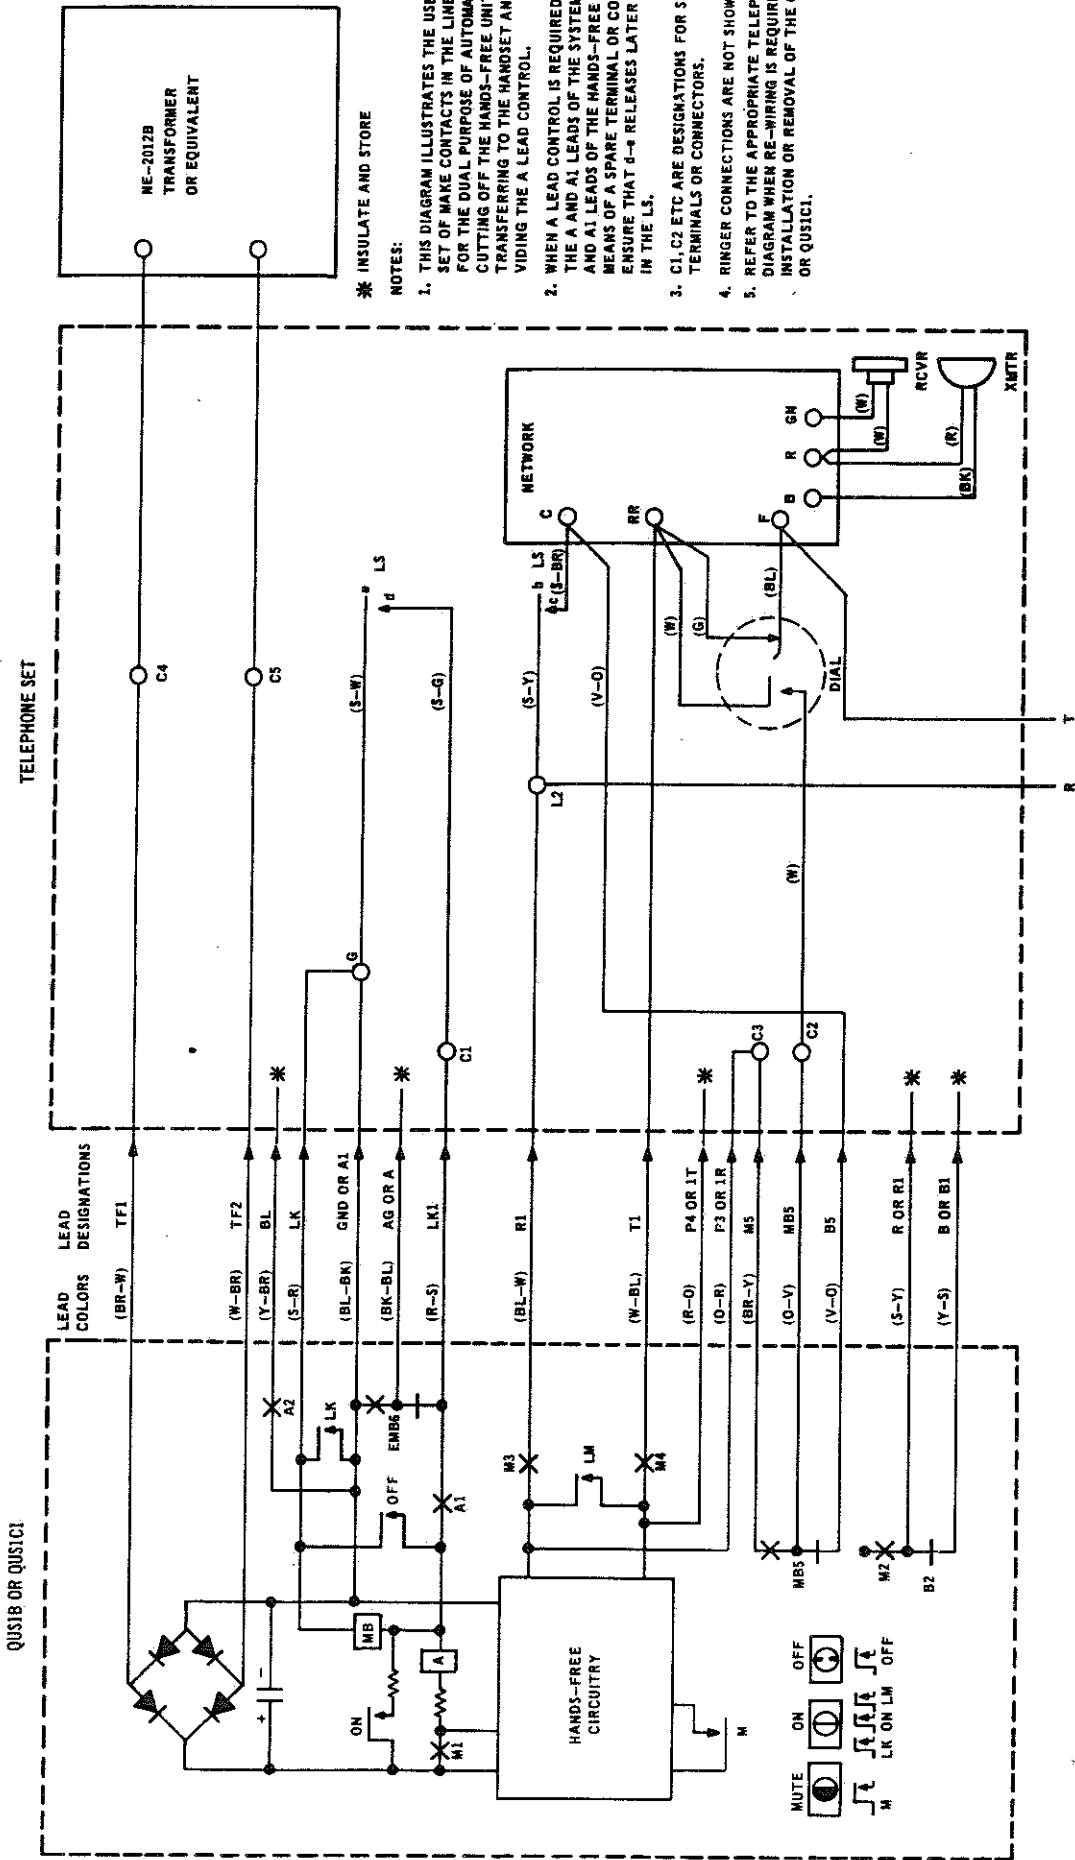 TELEPHONE SET
QUS1B OR QUS1C1
NE-2012B
TRANSFORMER
OR EQUIVALENT
LEAD
COLORS
LEAD
DESIGNATIONS
(BR-W) TF1
(W-BR) TF2
(Y-BR) BL
(S-R) LK
(BL-BK) GND OR A1
(BK-BL) AG OR A
(R-S) LK1
(BL-W) R1
(W-BL) T1
(R-O) P4 OR 1T
(O-R) P3 OR 1R
(BR-Y) M5
(O-V) MB5
(V-O) B5
(S-Y) R OR R1
(Y-S) B OR B1
C4
C5
G
C1
(S-W)
(S-G)
LS
d
(S-Y)
b LS
c
(S-BR)
(V-O)
L2
C3
C2
(W)
(W)
(G)
(BL)
DIAL
R
T
NETWORK
C
RR
F
B
R
GN
(W)
(W)
(R)
(BK)
RCVR
XMTR
+
-
ON
MB
A
M1
OFF
A1
A2
LK
EMB6
M3
LM
M4
HANDS-FREE
CIRCUITRY
M
MB5
M2
B2
MUTE ON OFF
M LK ON LM OFF
✳ INSULATE AND STORE
NOTES:
1. THIS DIAGRAM ILLUSTRATES THE USE
SET OF MAKE CONTACTS IN THE LINE
FOR THE DUAL PURPOSE OF AUTOMA
CUTTING OFF THE HANDS-FREE UNIT
TRANSFERRING TO THE HANDSET AN
VIDING THE A LEAD CONTROL.
2. WHEN A LEAD CONTROL IS REQUIRED
THE A AND A1 LEADS OF THE SYSTEM
AND A1 LEADS OF THE HANDS-FREE
MEANS OF A SPARE TERMINAL OR CO
ENSURE THAT d-e RELEASES LATER
IN THE LS.
3. C1,C2 ETC ARE DESIGNATIONS FOR S
TERMINALS OR CONNECTORS.
4. RINGER CONNECTIONS ARE NOT SHOW
5. REFER TO THE APPROPRIATE TELEP
DIAGRAM WHEN RE-WIRING IS REQUIR
INSTALLATION OR REMOVAL OF THE
OR QUS1C1.